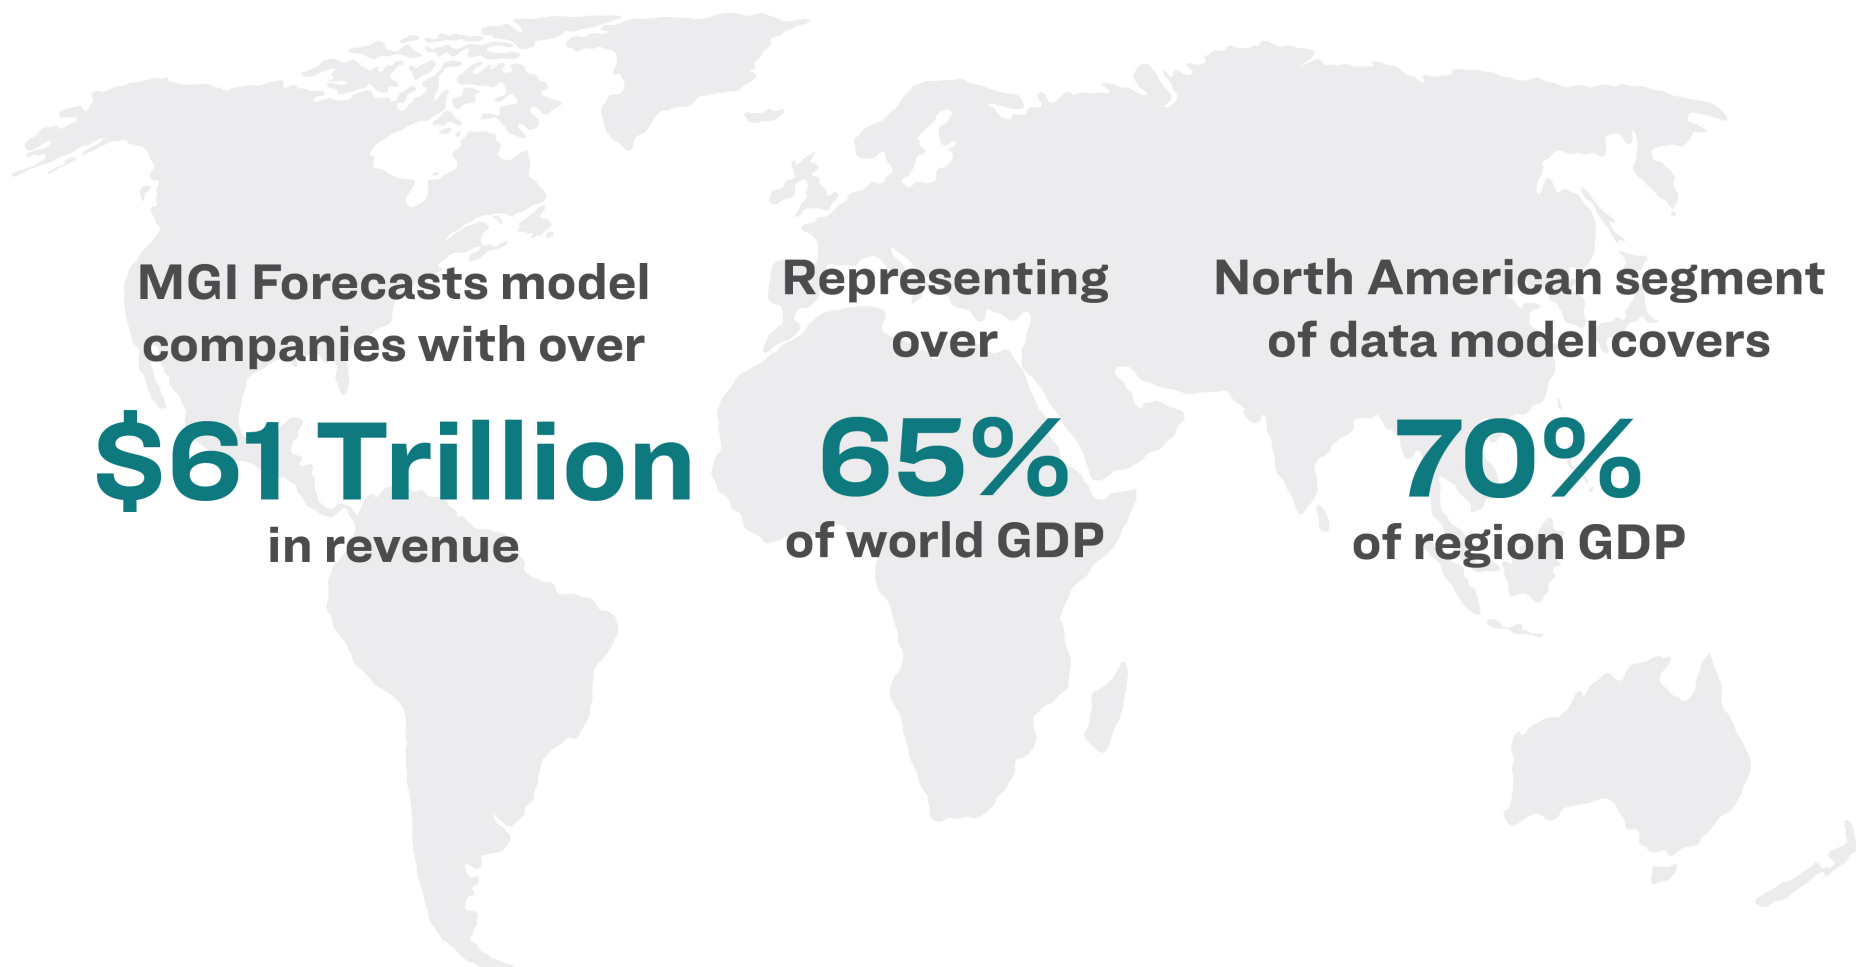 MGI Forecasts model
companies with over
$61 Trillion
in revenue
Representing
over
65%
of world GDP
North American segment
of data model covers
70%
of region GDP